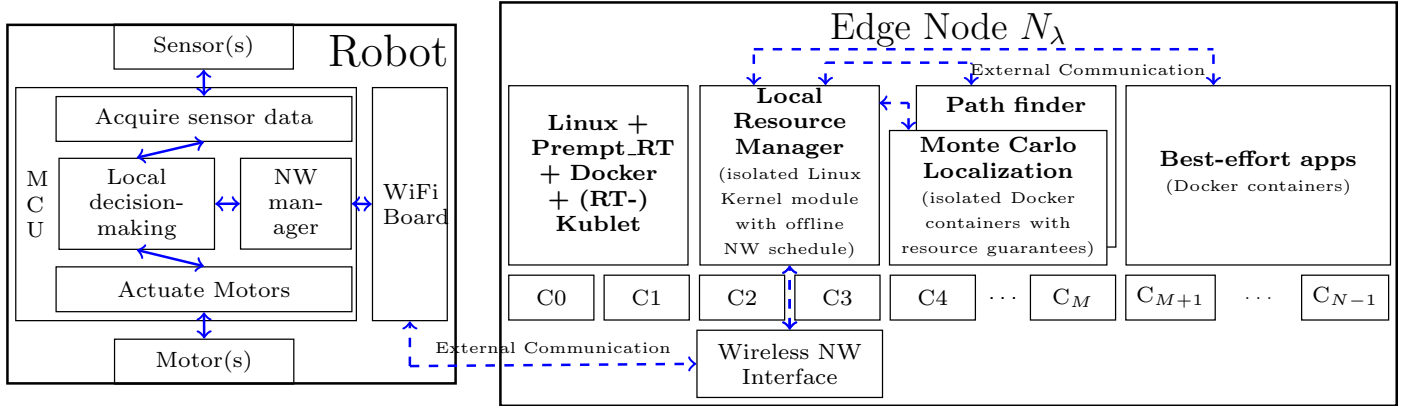 Robot
Sensor(s)
Acquire sensor data
M
C
U
Local
decision-
making
NW
man-
ager
WiFi
Board
Actuate Motors
Motor(s)
External Communication
Edge Node N_λ
External Communication
Linux +
Prempt_RT
+ Docker
+ (RT-)
Kublet
Local
Resource
Manager
(isolated Linux
Kernel module
with offline
NW schedule)
Path finder
Monte Carlo
Localization
(isolated Docker
containers with
resource guarantees)
Best-effort apps
(Docker containers)
C0
C1
C2
C3
C4
···
C_M
C_{M+1}
···
C_{N−1}
Wireless NW
Interface